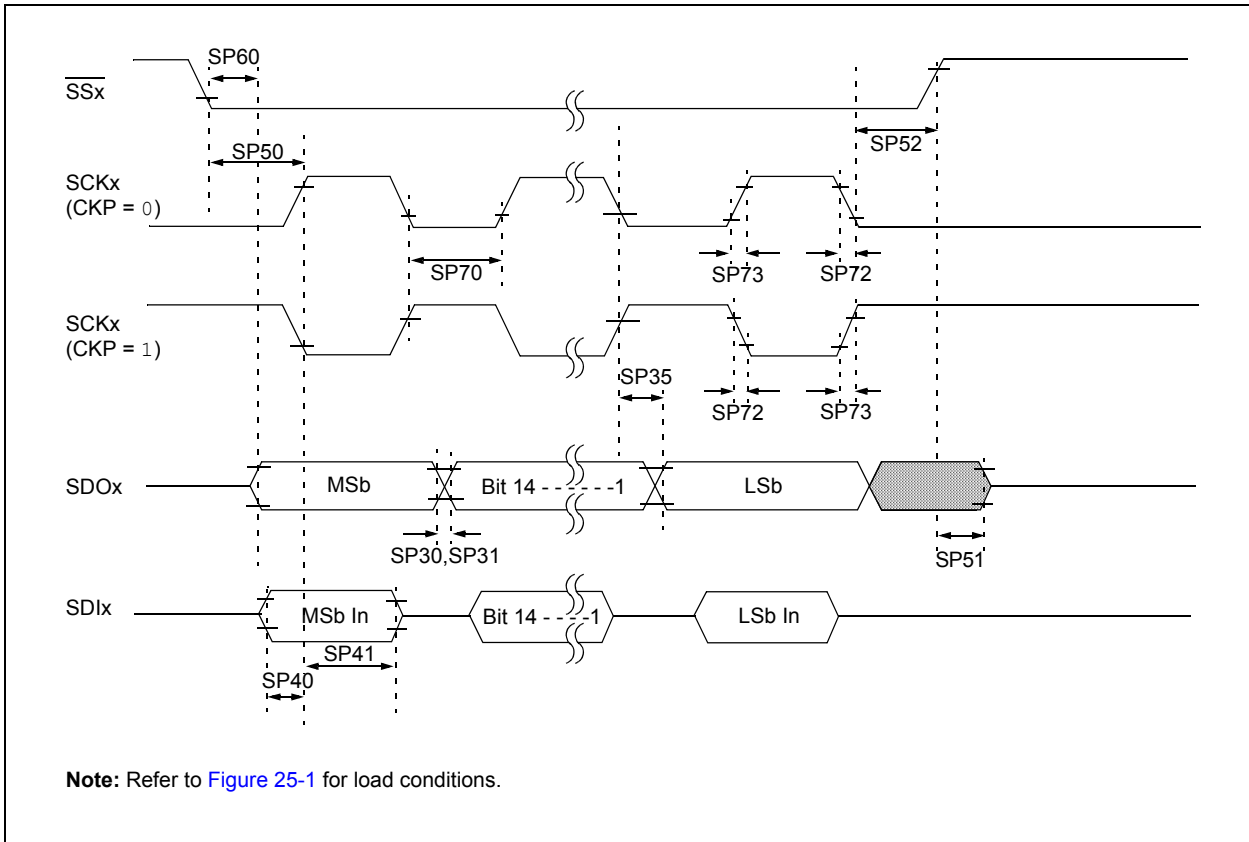 SP60
SSx
SP50
SP52
SCKx
(CKP = 0)
SP70
SP73
SP72
SCKx
(CKP = 1)
SP35
SP72
SP73
SDOx
MSb
Bit 14 - - - - - - -1
LSb
SP30,SP31
SP51
SDIx
MSb In
Bit 14 - - - -1
LSb In
SP41
SP40
Note: Refer to Figure 25-1 for load conditions.